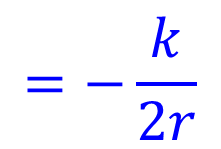 = − k / 2r